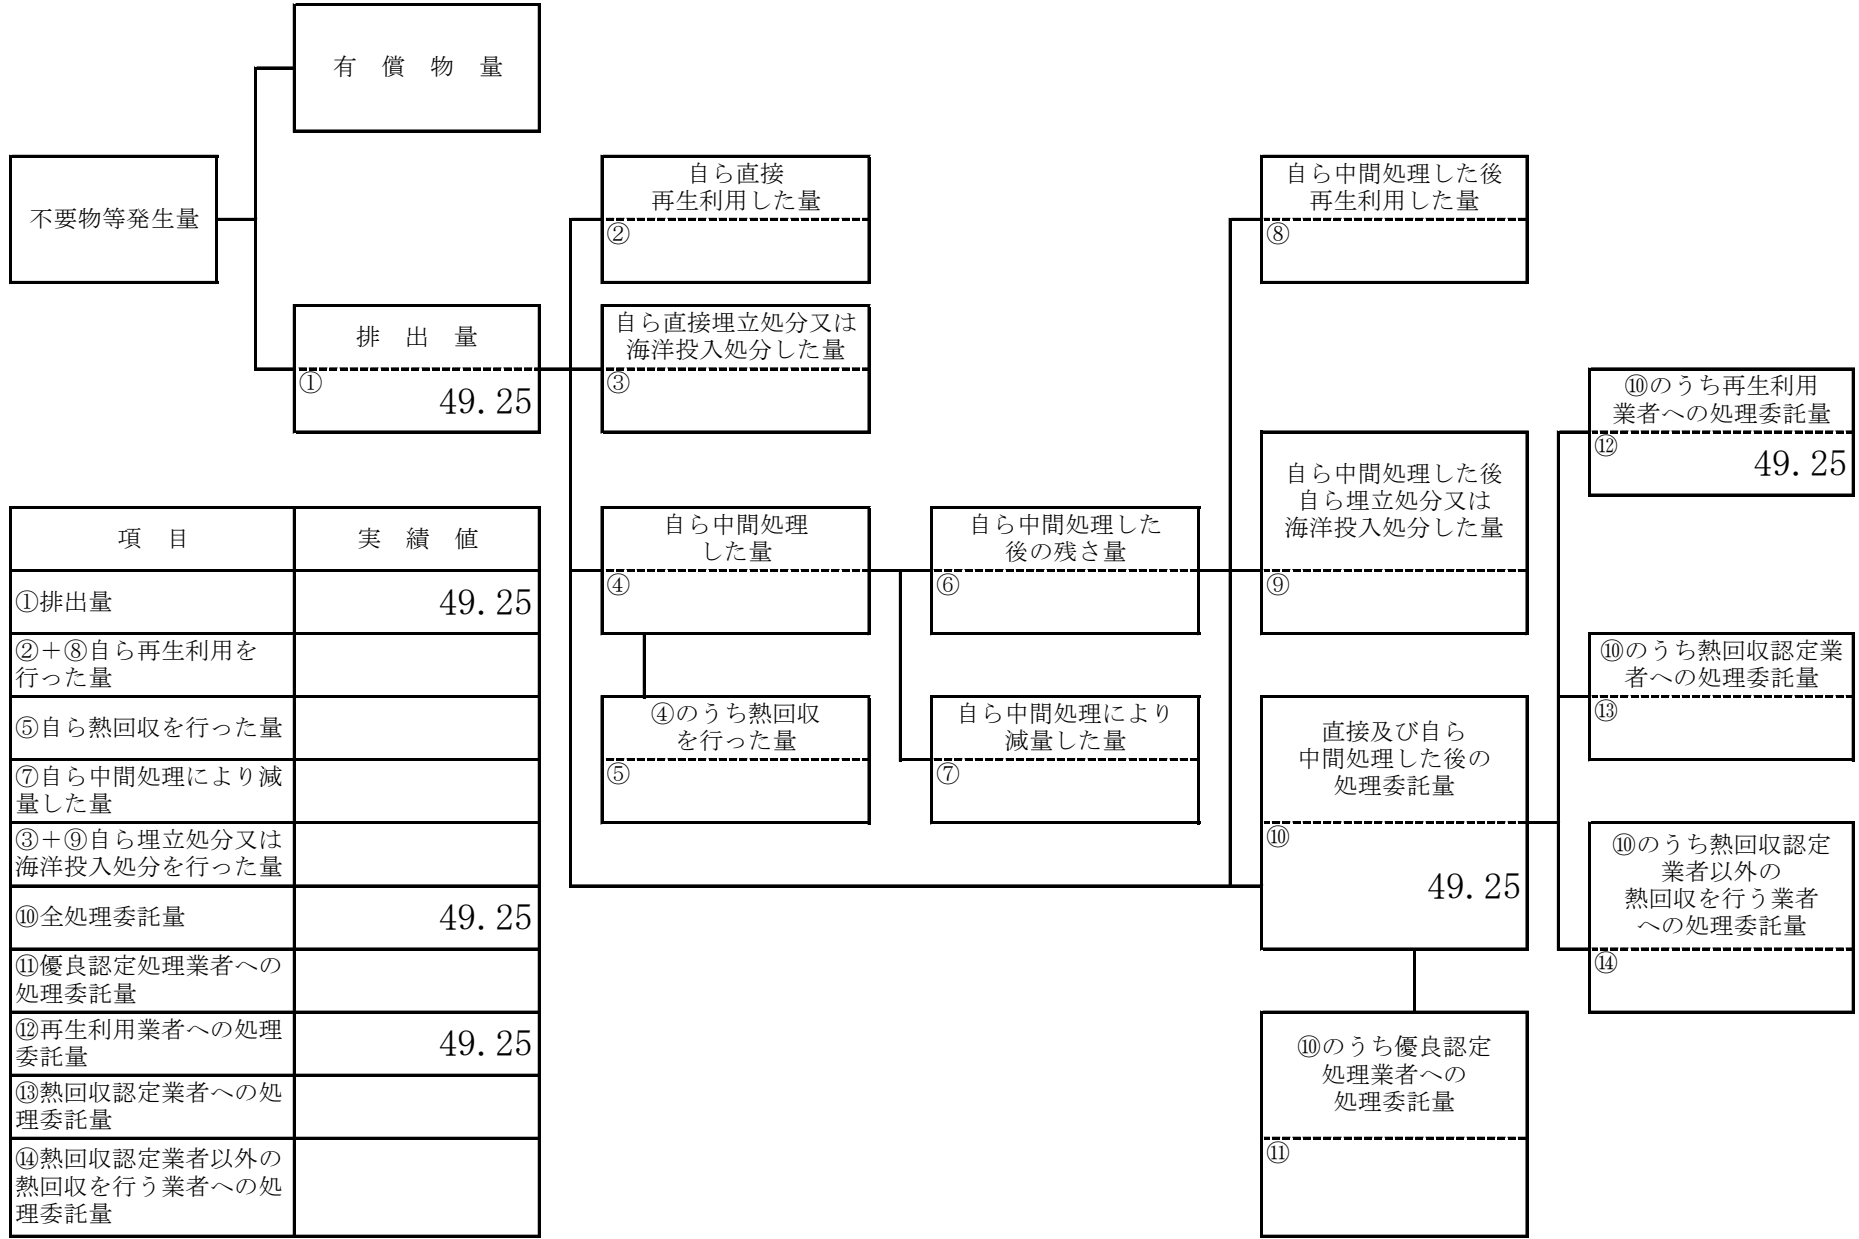 有　償　物　量
不要物等発生量
排　出　量
①
49.25
自ら直接
再生利用した量
②
自ら直接埋立処分又は
海洋投入処分した量
③
自ら中間処理
した量
④
④のうち熱回収
を行った量
⑤
自ら中間処理した
後の残さ量
⑥
自ら中間処理により
減量した量
⑦
自ら中間処理した後
再生利用した量
⑧
自ら中間処理した後
自ら埋立処分又は
海洋投入処分した量
⑨
直接及び自ら
中間処理した後の
処理委託量
⑩
49.25
⑩のうち優良認定
処理業者への
処理委託量
⑪
⑩のうち再生利用
業者への処理委託量
⑫
49.25
⑩のうち熱回収認定業
者への処理委託量
⑬
⑩のうち熱回収認定
業者以外の
熱回収を行う業者
への処理委託量
⑭
項　目　実　績　値
①排出量 49.25
②＋⑧自ら再生利用を
行った量
⑤自ら熱回収を行った量
⑦自ら中間処理により減
量した量
③＋⑨自ら埋立処分又は
海洋投入処分を行った量
⑩全処理委託量 49.25
⑪優良認定処理業者への
処理委託量
⑫再生利用業者への処理
委託量 49.25
⑬熱回収認定業者への処
理委託量
⑭熱回収認定業者以外の
熱回収を行う業者への処
理委託量